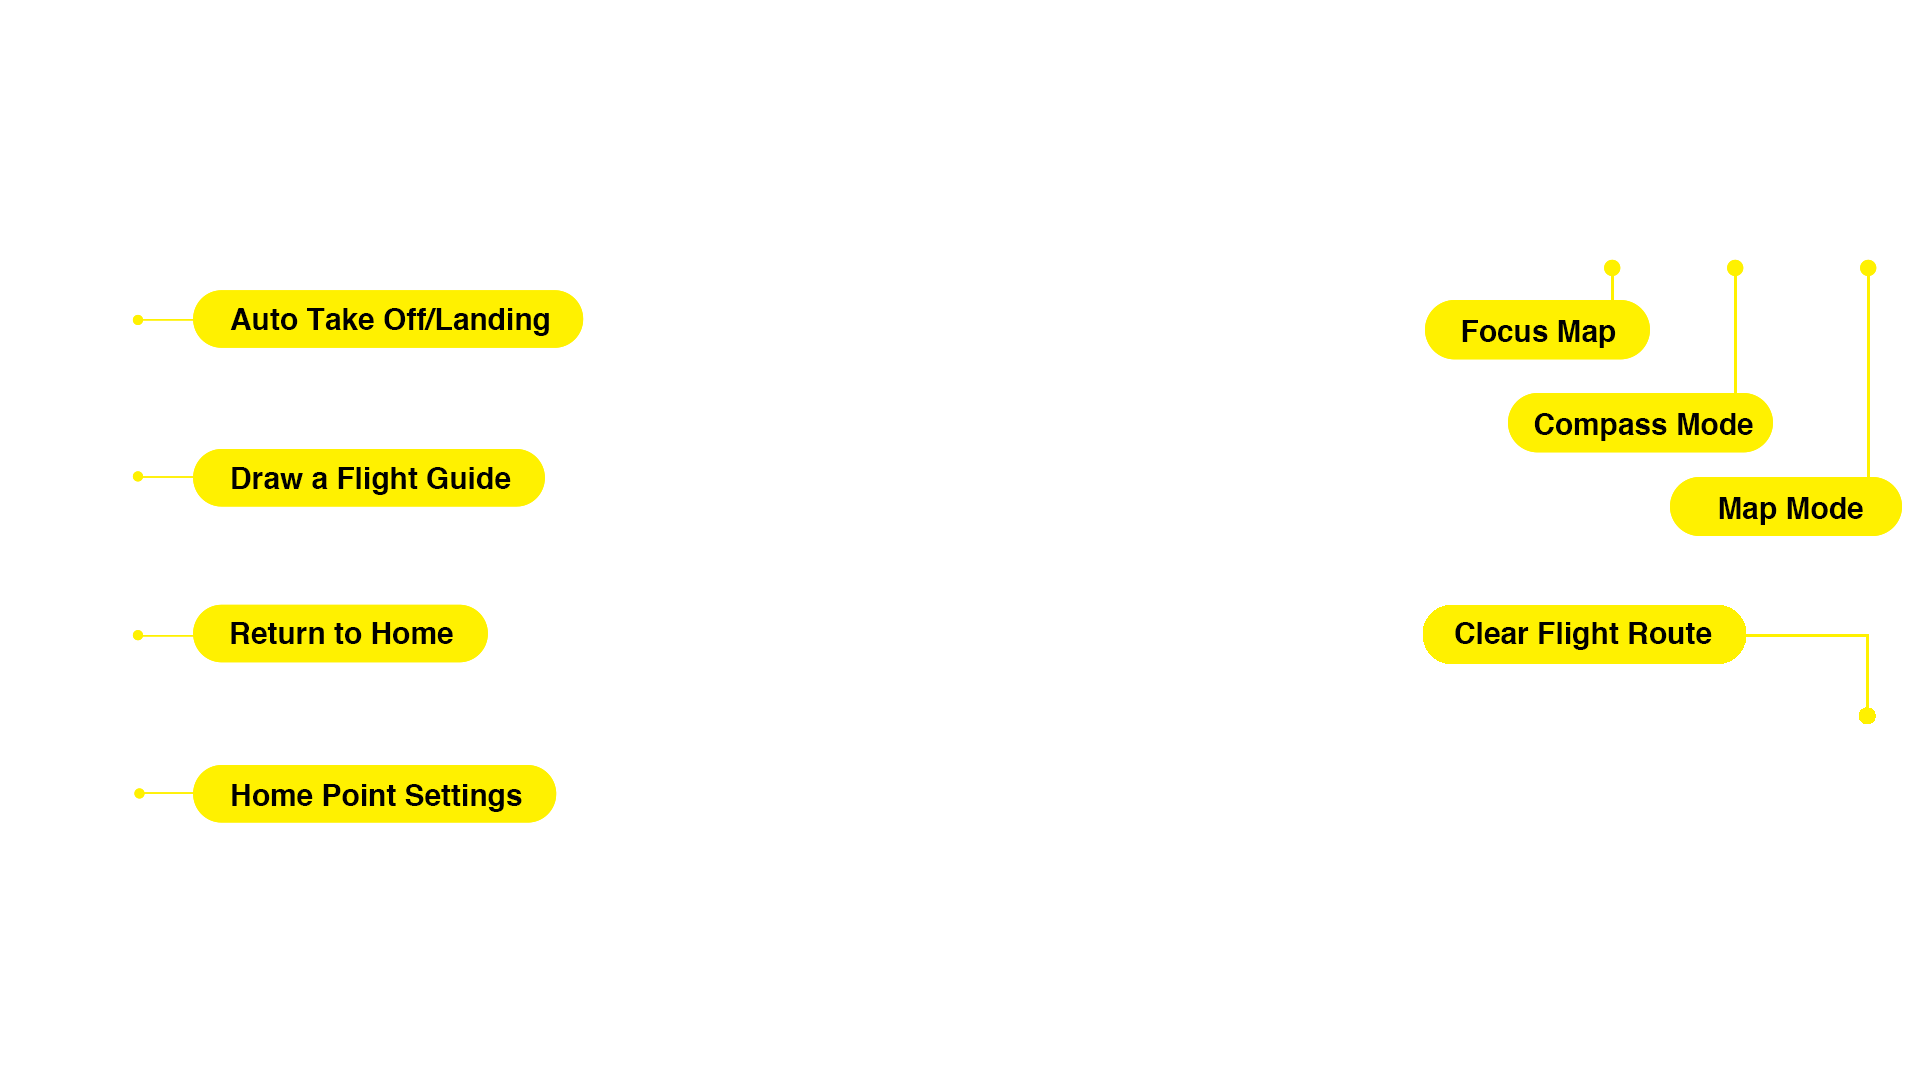 Auto Take Off/Landing
Draw a Flight Guide
Return to Home
Home Point Settings
Focus Map
Compass Mode
Map Mode
Clear Flight Route